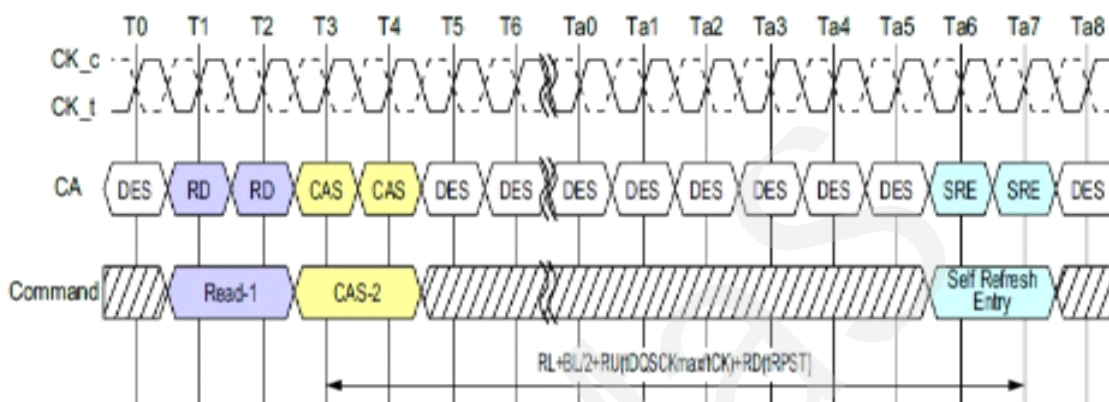 T0 T1 T2 T3 T4 T5 T6 Ta0 Ta1 Ta2 Ta3 Ta4 Ta5 Ta6 Ta7 Ta8
CK_c
CK_t
CA DES RD RD CAS CAS DES DES DES DES DES DES DES DES SRE SRE DES
Command Read-1 CAS-2 Self Refresh
Entry
RL+BL/2+RU(tDQSCKmax/tCK)+RD(tRPST)